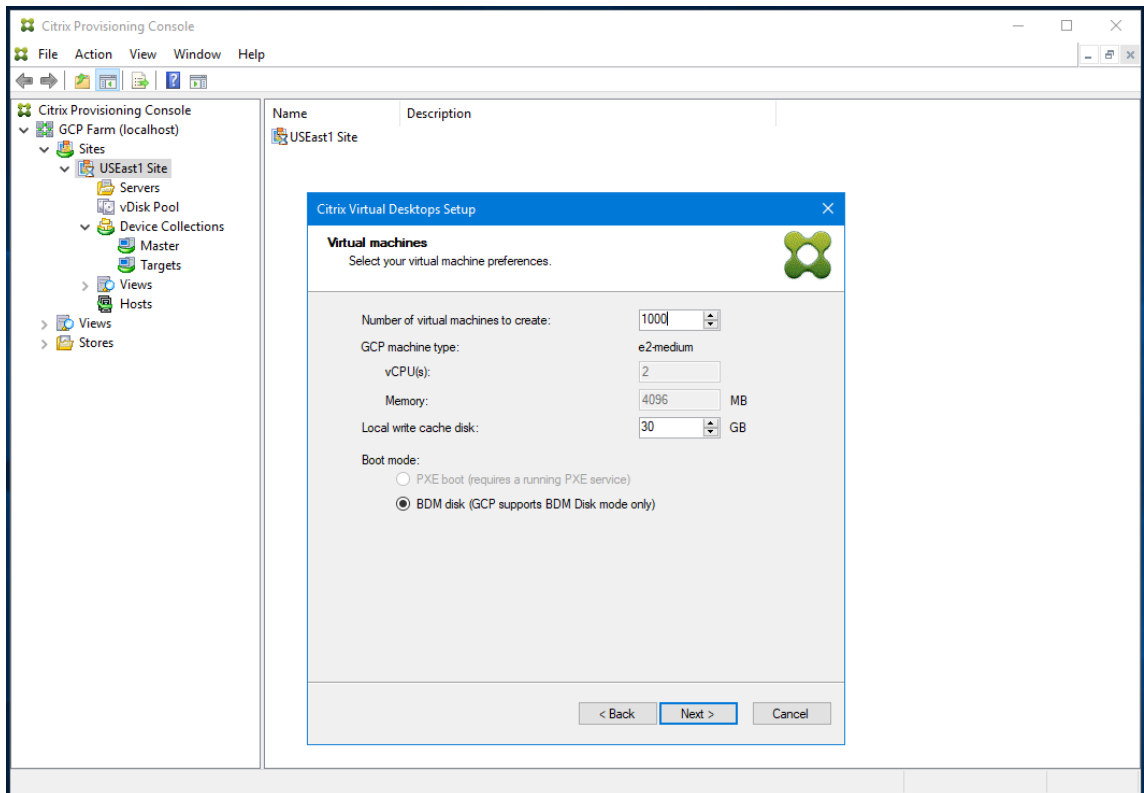 Citrix Provisioning Console
File Action View Window Help
Citrix Provisioning Console
GCP Farm (localhost)
Sites
USEast1 Site
Servers
vDisk Pool
Device Collections
Master
Targets
Views
Hosts
Views
Stores
Name Description
USEast1 Site
Citrix Virtual Desktops Setup
Virtual machines
Select your virtual machine preferences.
Number of virtual machines to create: 1000
GCP machine type: e2-medium
vCPU(s): 2
Memory: 4096 MB
Local write cache disk: 30 GB
Boot mode:
PXE boot (requires a running PXE service)
BDM disk (GCP supports BDM Disk mode only)
< Back Next > Cancel